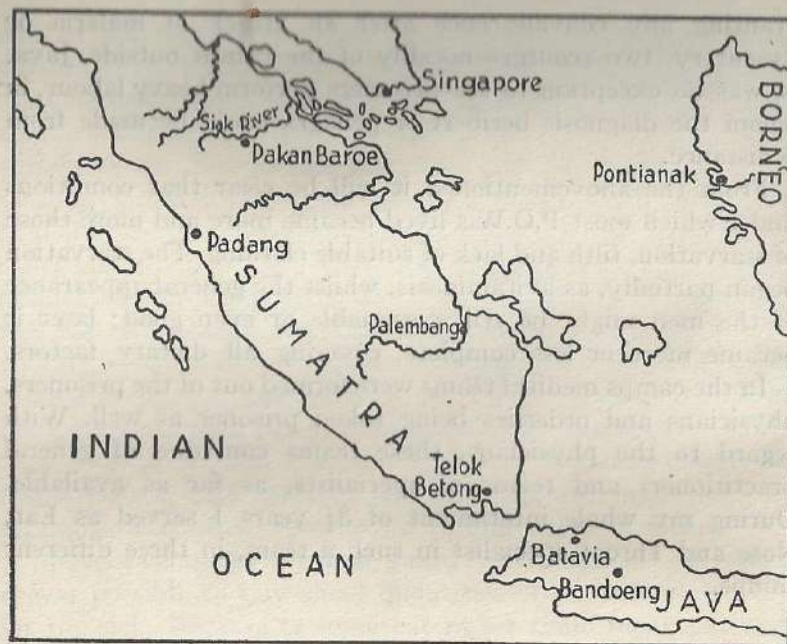 Singapore
Siak River
Pakan Baroe
BORNEO
Pontianak
Padang
SUMATRA
Palembang
INDIAN
OCEAN
Telok
Betong
Batavia
Bandoeng
JAVA